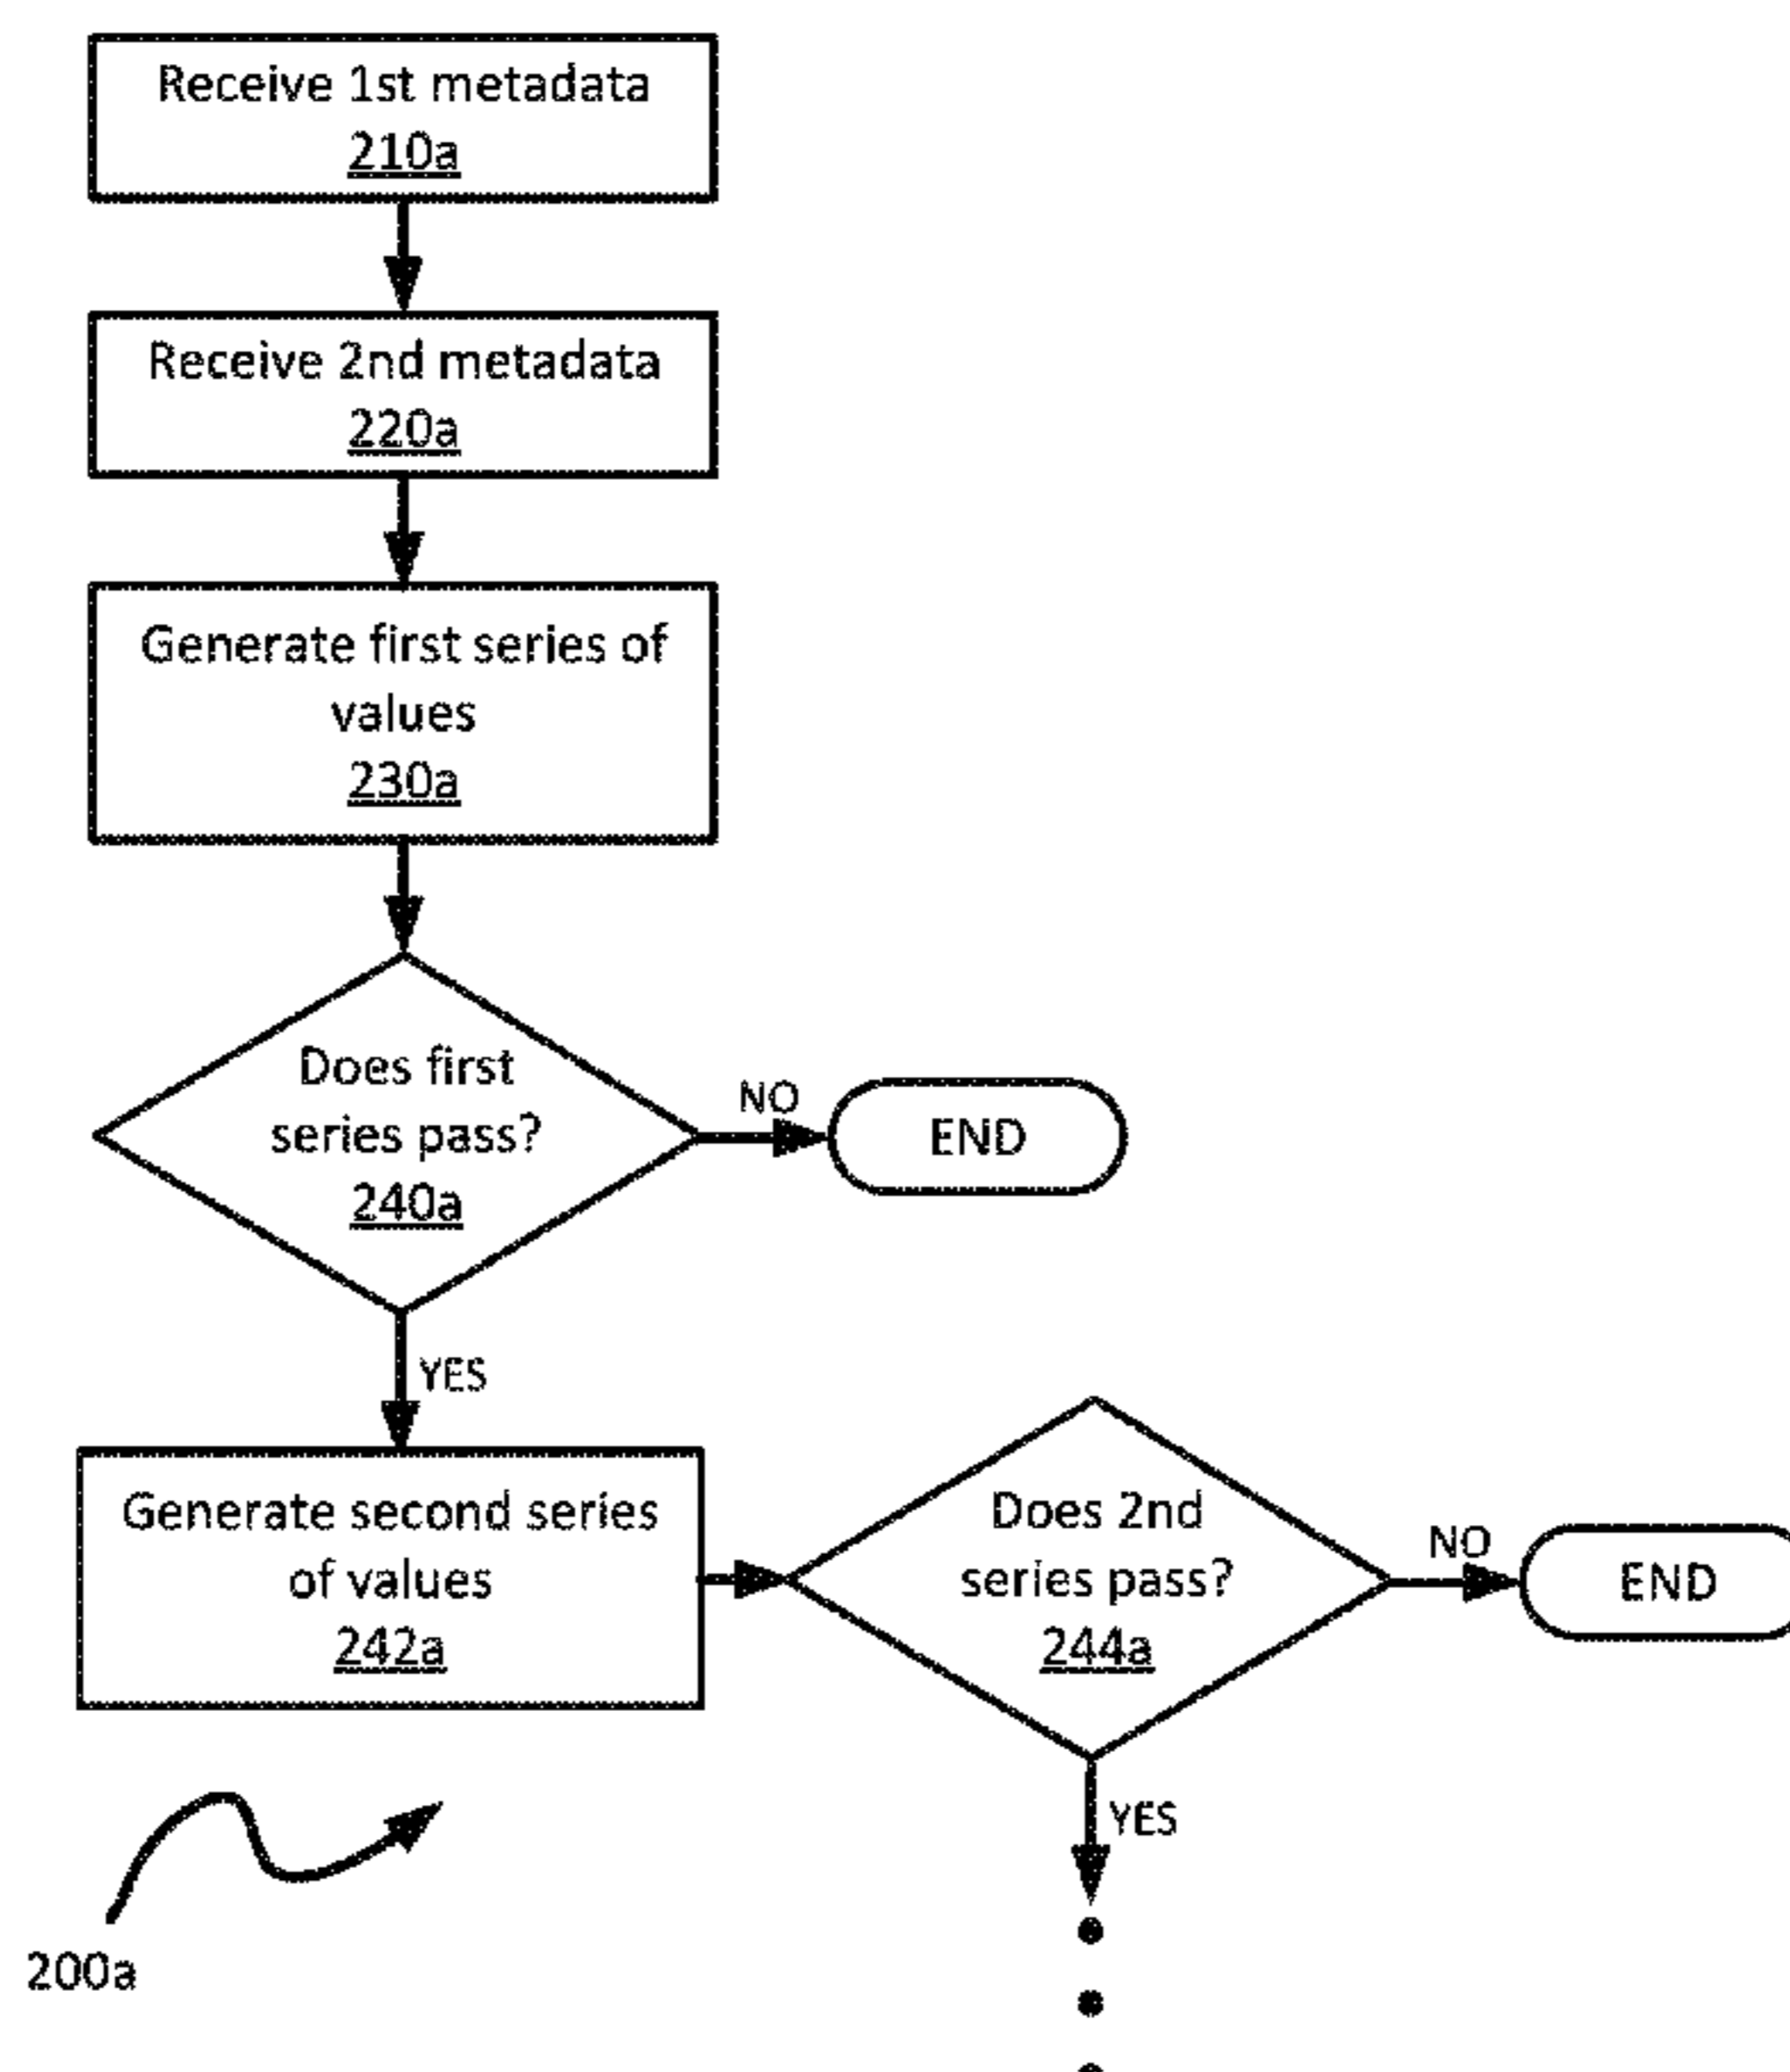 Receive 1st metadata
210a
Receive 2nd metadata
220a
Generate first series of
values
230a
Does first
series pass?
240a
NO
END
YES
Generate second series
of values
242a
Does 2nd
series pass?
244a
NO
END
YES
200a